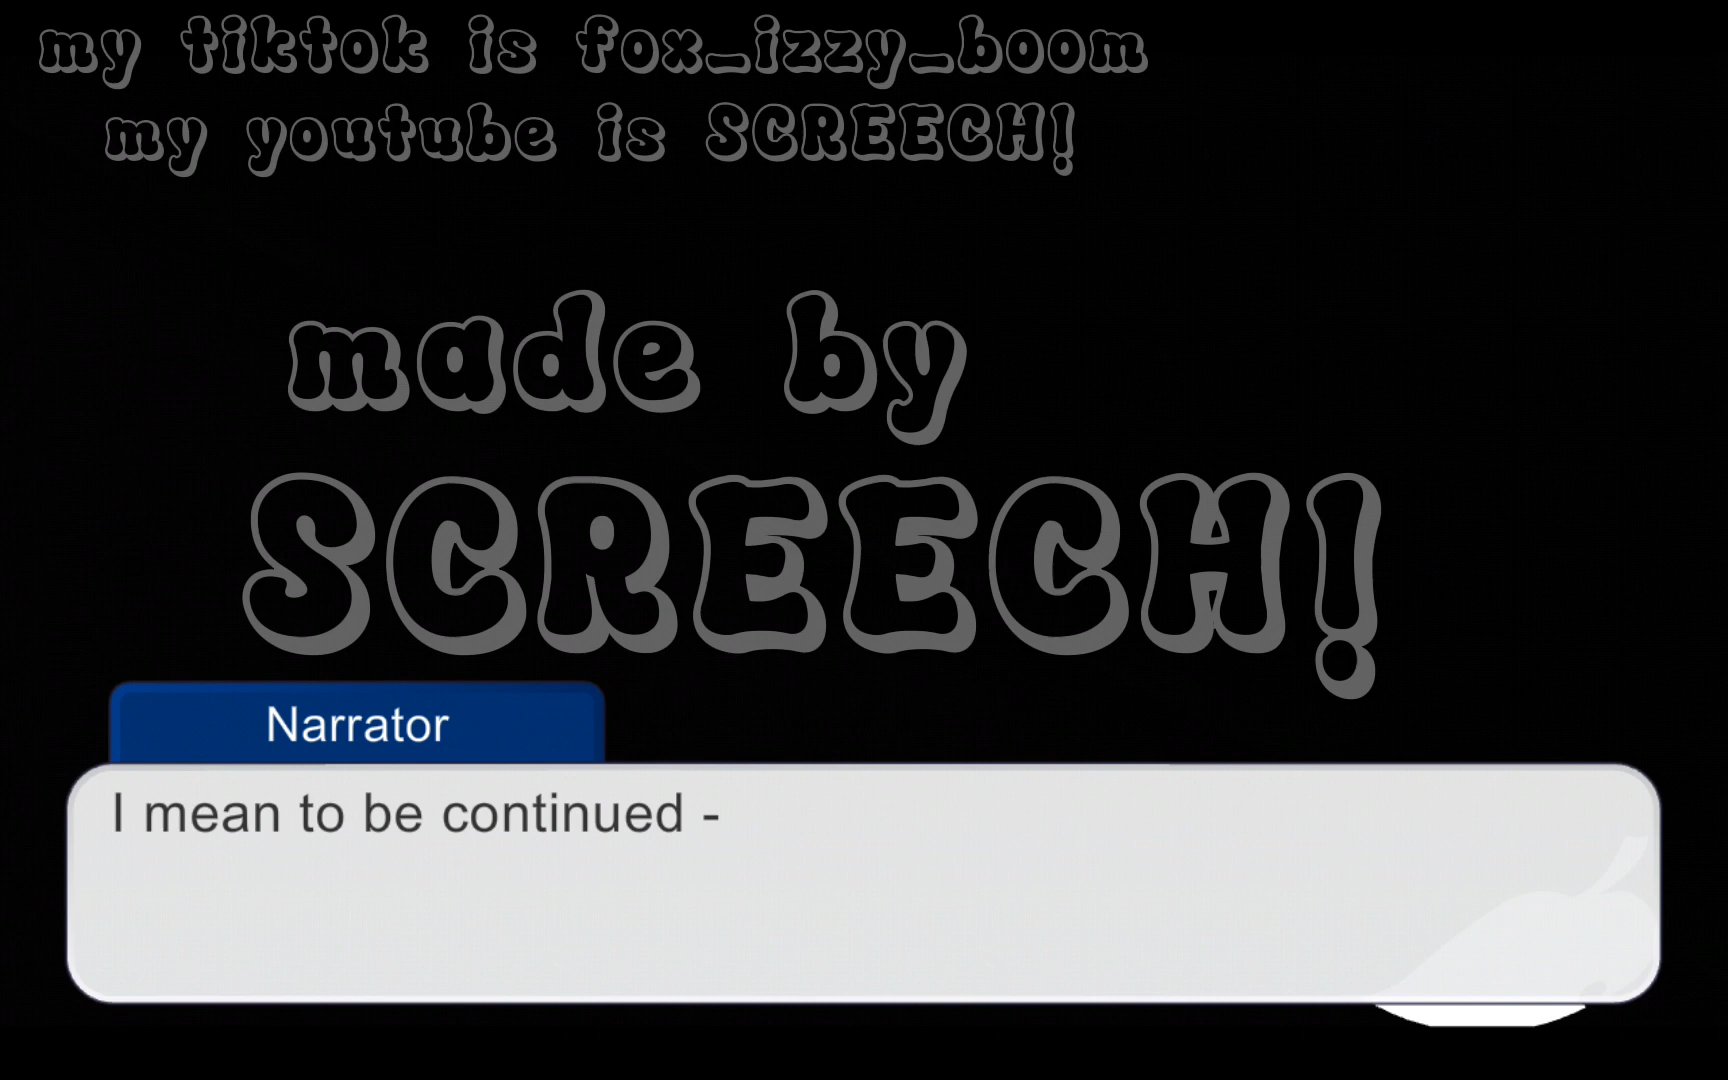 my tiktok is fox_izzy_boom
my youtube is SCREECH!
made by
SCREECH!
Narrator
I mean to be continued -